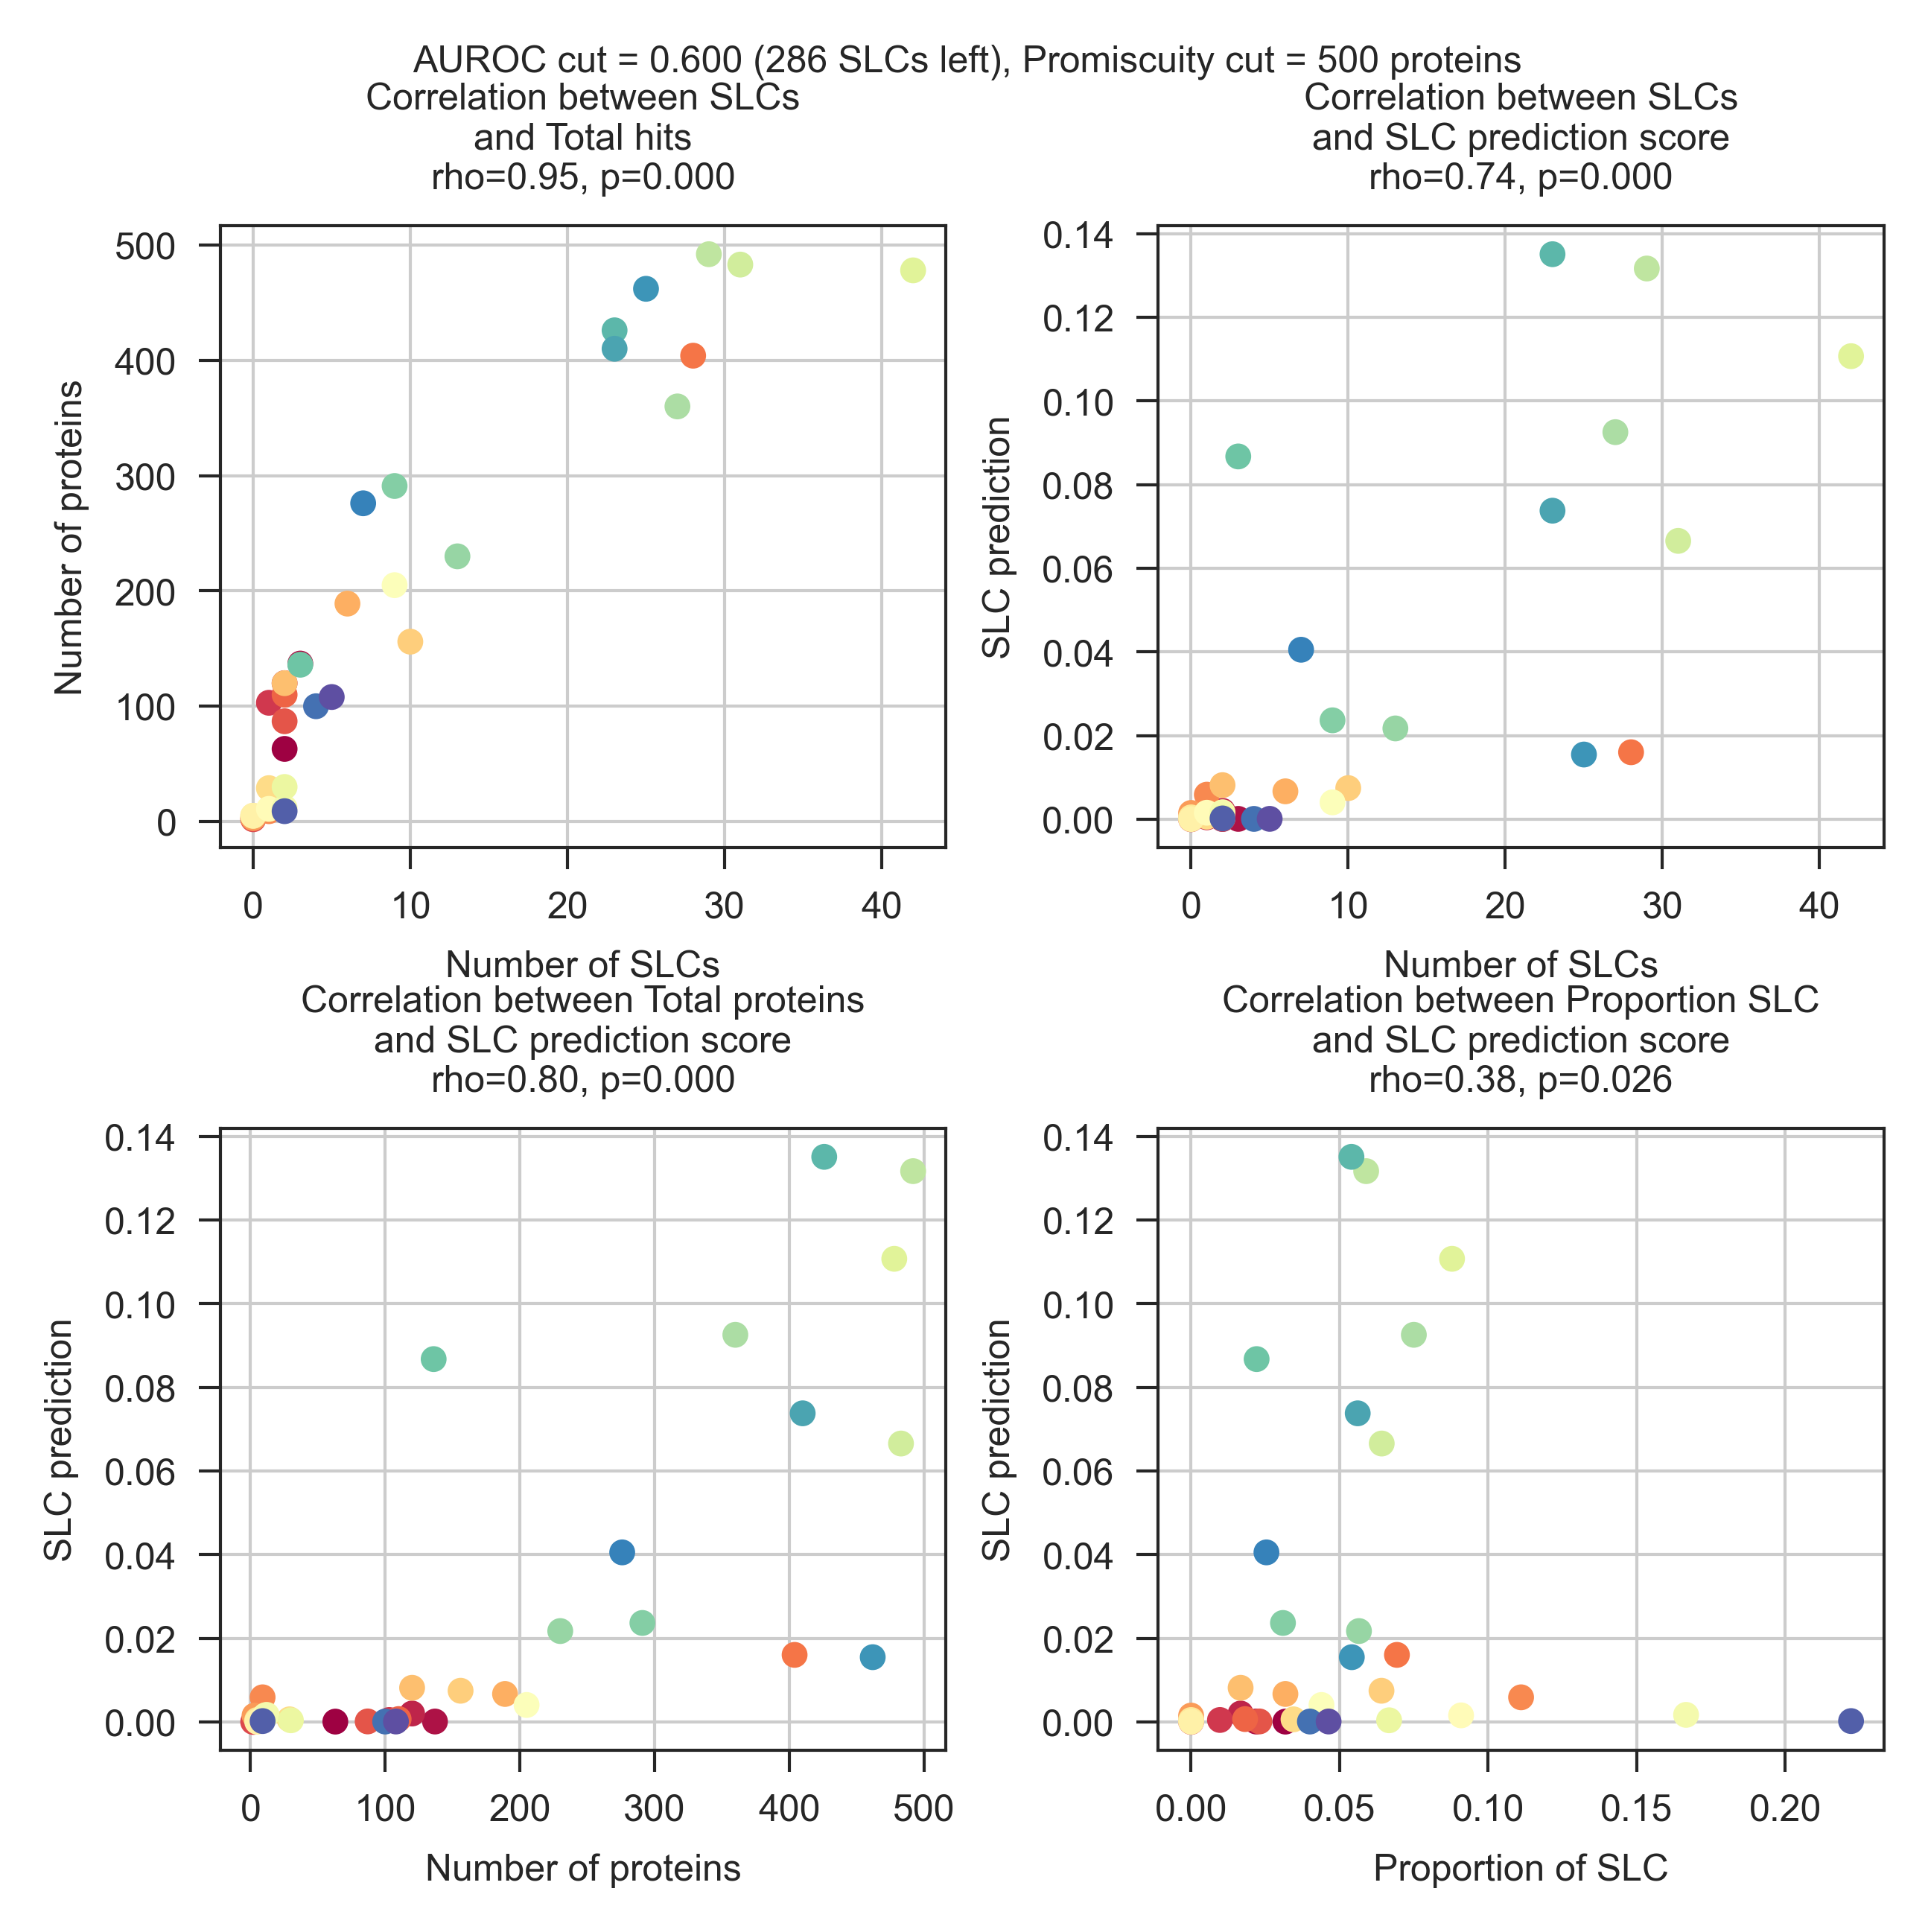 AUROC cut = 0.600 (286 SLCs left), Promiscuity cut = 500 proteins
Correlation between SLCs
and Total hits
rho=0.95, p=0.000
500
400
300
200
100
0
Number of proteins
0 10 20 30 40
Number of SLCs
Correlation between SLCs
and SLC prediction score
rho=0.74, p=0.000
0.14
0.12
0.10
0.08
0.06
0.04
0.02
0.00
SLC prediction
0 10 20 30 40
Number of SLCs
Correlation between Total proteins
and SLC prediction score
rho=0.80, p=0.000
0.14
0.12
0.10
0.08
0.06
0.04
0.02
0.00
SLC prediction
0 100 200 300 400 500
Number of proteins
Correlation between Proportion SLC
and SLC prediction score
rho=0.38, p=0.026
0.14
0.12
0.10
0.08
0.06
0.04
0.02
0.00
SLC prediction
0.00 0.05 0.10 0.15 0.20
Proportion of SLC